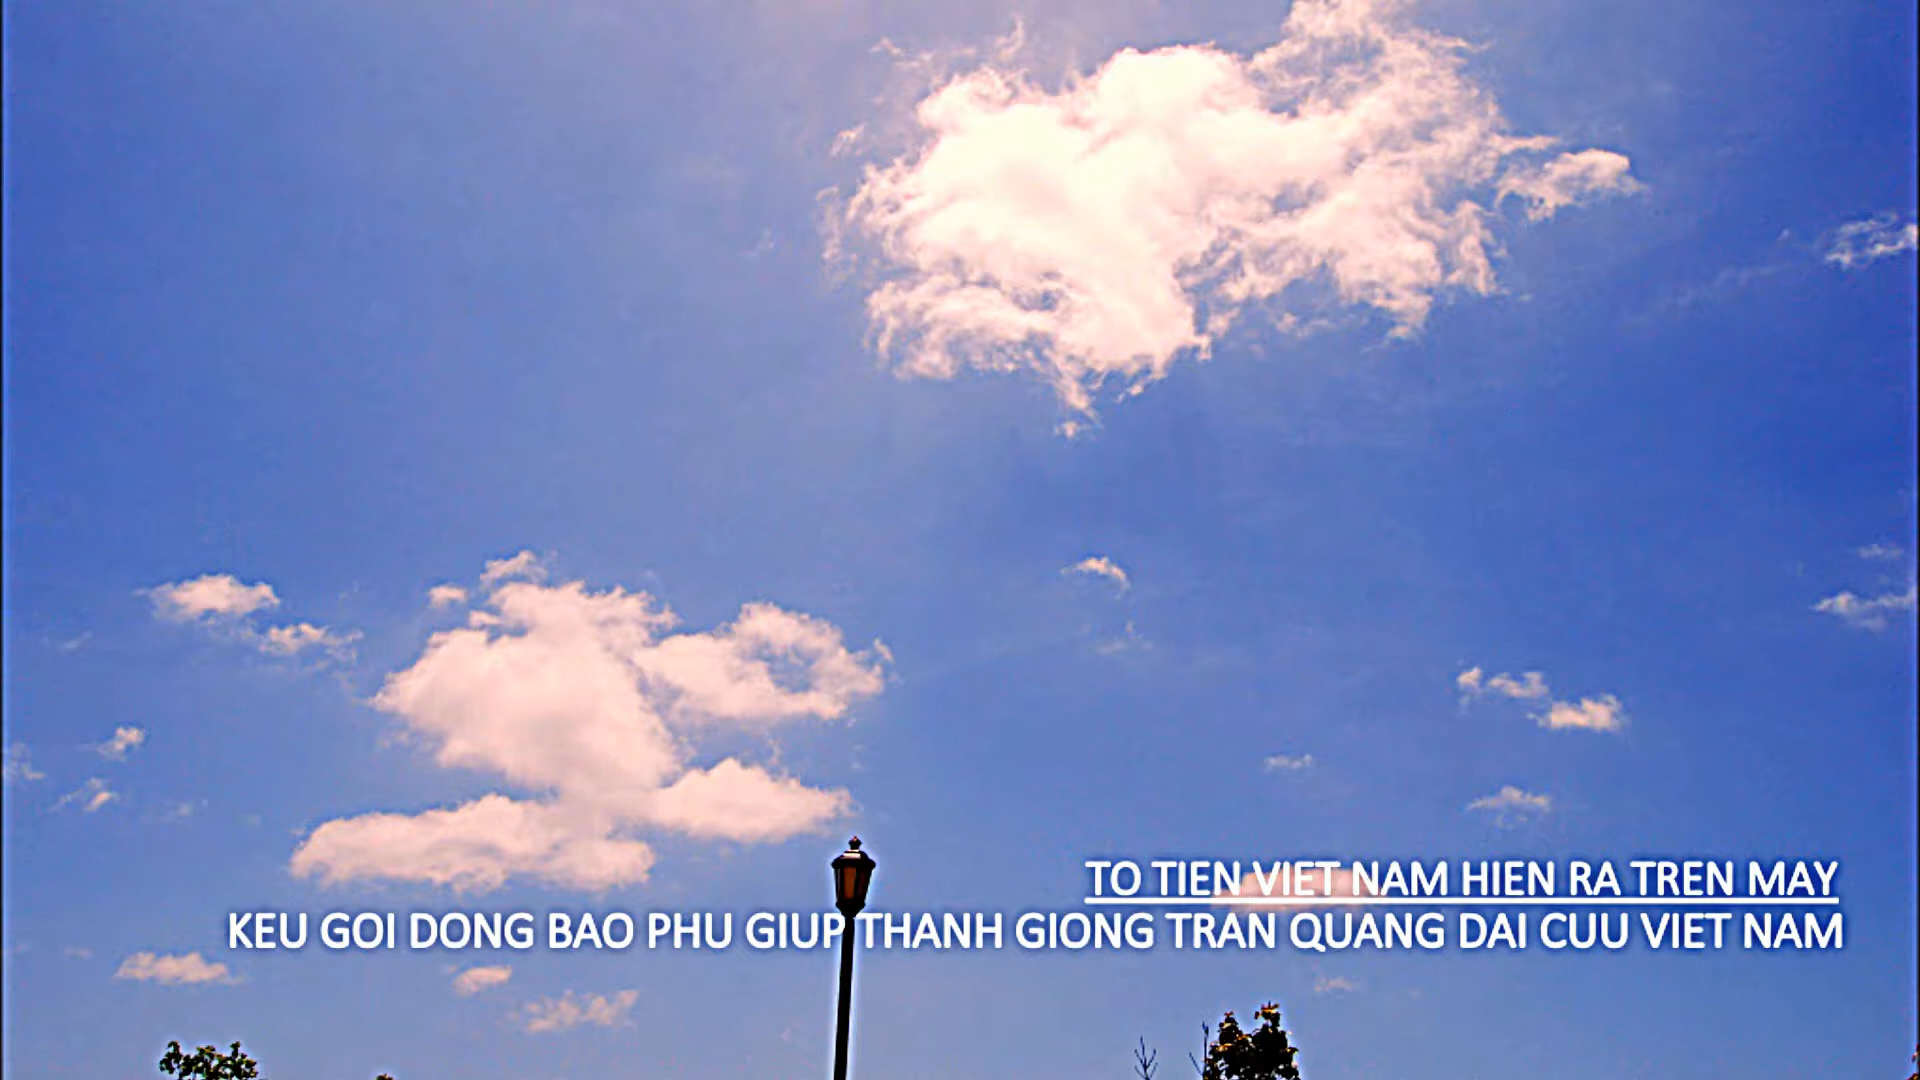 TO TIEN VIET NAM HIEN RA TREN MAY
KEU GOI DONG BAO PHU GIUP THANH GIONG TRAN QUANG DAI CUU VIET NAM